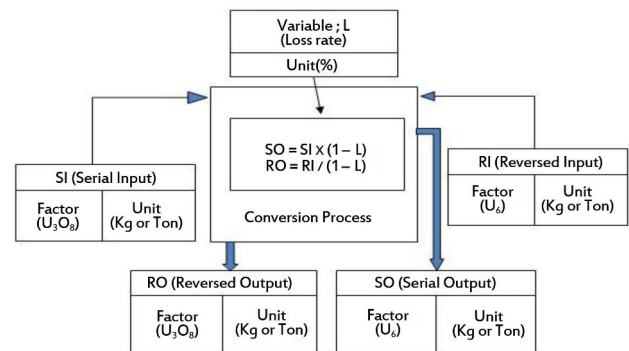 Variable ; L
(Loss rate)
Unit(%)
SO = SI X (1 – L)
RO = RI / (1 – L)
Conversion Process
SI (Serial Input)
Factor
(U₃O₈)
Unit
(Kg or Ton)
RI (Reversed Input)
Factor
(U₆)
Unit
(Kg or Ton)
RO (Reversed Output)
Factor
(U₃O₈)
Unit
(Kg or Ton)
SO (Serial Output)
Factor
(U₆)
Unit
(Kg or Ton)